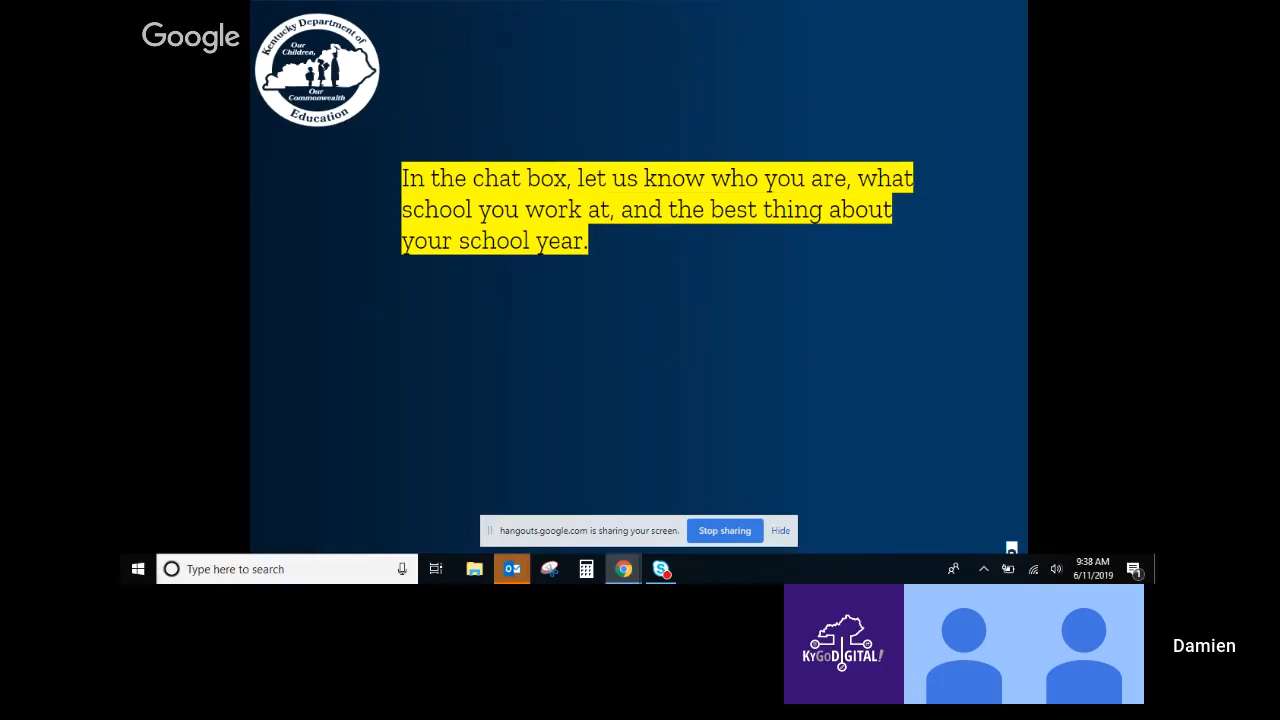 Google
Kentucky Department of
Our
Children,
Our
Commonwealth
Education
In the chat box, let us know who you are, what
school you work at, and the best thing about
your school year.
hangouts.google.com is sharing your screen.
Stop sharing
Hide
Type here to search
9:38 AM
6/11/2019
1
KyGoDIGITAL!
Damien